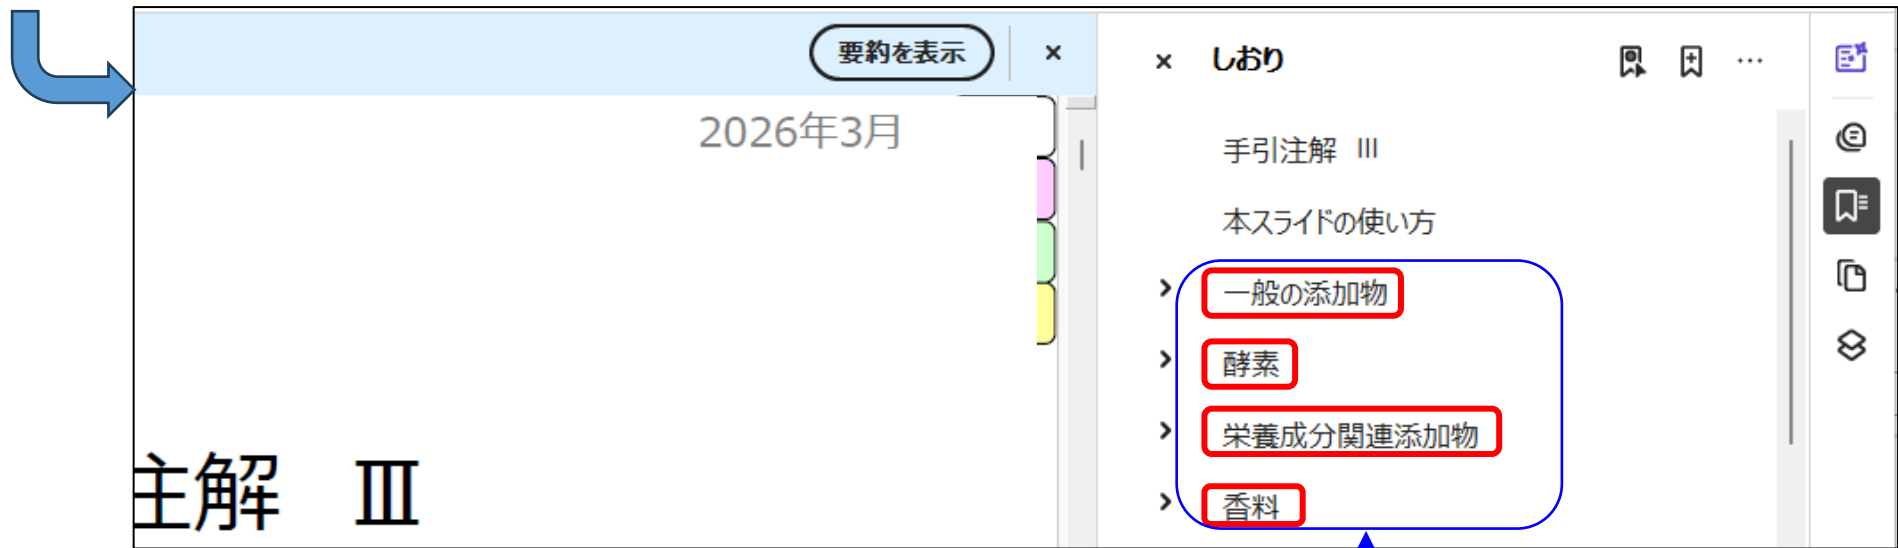 要約を表示
2026年3月
主解 Ⅲ
しおり
手引注解 Ⅲ
本スライドの使い方
一般の添加物
酵素
栄養成分関連添加物
香料